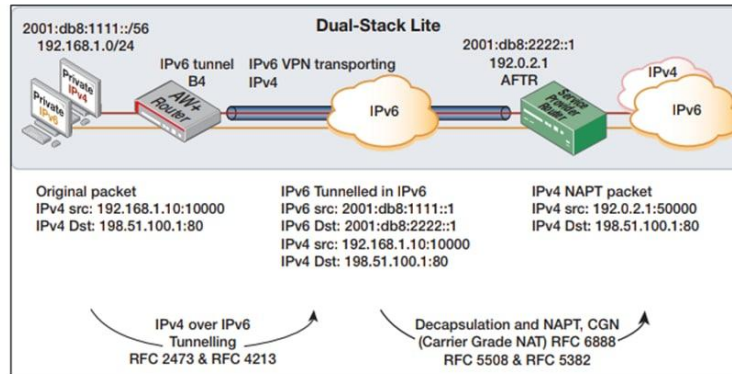 Dual-Stack Lite
2001:db8:1111::/56
192.168.1.0/24
Private
IPv4
Private
IPv6
IPv6 tunnel
B4
AW+
Router
IPv6 VPN transporting
IPv4
IPv6
2001:db8:2222::1
192.0.2.1
AFTR
Service
Provider
Router
IPv4
IPv6
Original packet
IPv4 src: 192.168.1.10:10000
IPv4 Dst: 198.51.100.1:80
IPv6 Tunnelled in IPv6
IPv6 src: 2001:db8:1111::1
IPv6 Dst: 2001:db8:2222::1
IPv4 src: 192.168.1.10:10000
IPv4 Dst: 198.51.100.1:80
IPv4 NAPT packet
IPv4 src: 192.0.2.1:50000
IPv4 Dst: 198.51.100.1:80
IPv4 over IPv6
Tunnelling
RFC 2473 & RFC 4213
Decapsulation and NAPT, CGN
(Carrier Grade NAT) RFC 6888
RFC 5508 & RFC 5382